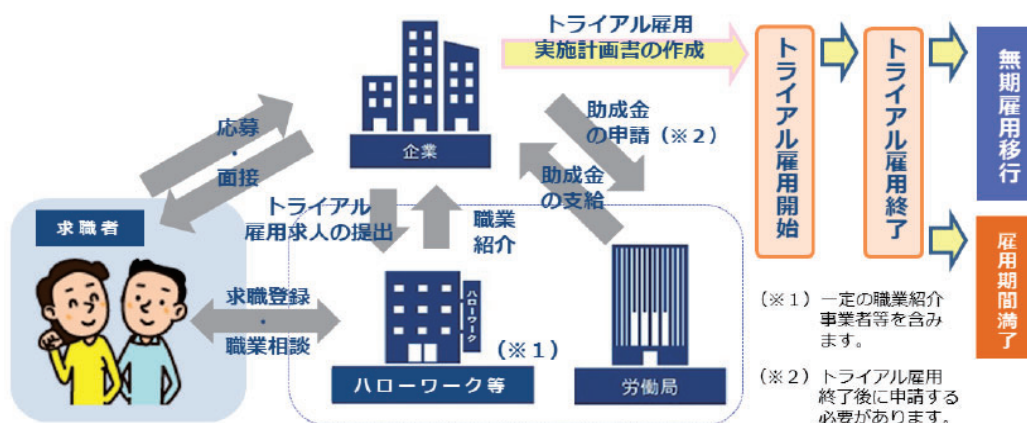 トライアル雇用
実施計画書の作成
企業
応募
・
面接
助成金
の申請（※２）
助成金
の支給
トライアル
雇用求人の提出
職業
紹介
求職者
求職登録
・
職業相談
ハローワーク
（※１）
ハローワーク等
労働局
トライアル雇用開始
トライアル雇用終了
無期雇用移行
雇用期間満了
（※１）一定の職業紹介
事業者等を含み
ます。
（※２）トライアル雇用
終了後に申請する
必要があります。